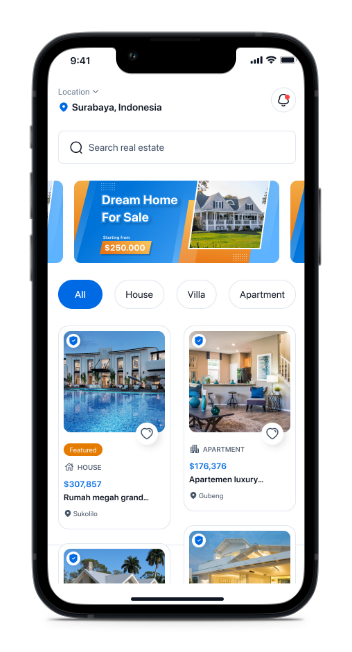 9:41
Location
Surabaya, Indonesia
Search real estate
Dream Home
For Sale
Starting from
$250.000
All
House
Villa
Apartment
Featured
HOUSE
$307,857
Rumah megah grand...
Sukolilo
APARTMENT
$176,376
Apartemen luxury...
Gubeng